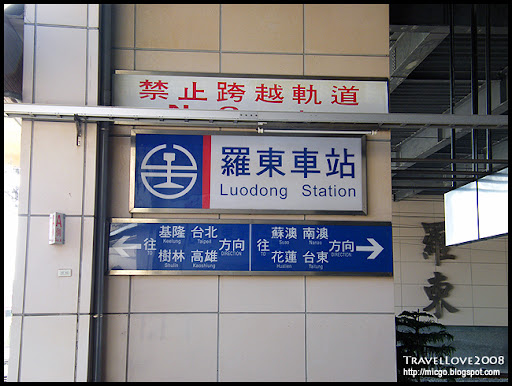 禁止跨越軌道
羅東車站
Luodong Station
往 基隆 台北 方向
TO Keelung Taipei DIRECTION
樹林 高雄
Shulin Kaohsiung
往 蘇澳 南澳 方向
TO Suao Nanao DIRECTION
花蓮 台東
Hualien Taitung
羅東
TRAVELLOVE2008
http://micgo.blogspot.com